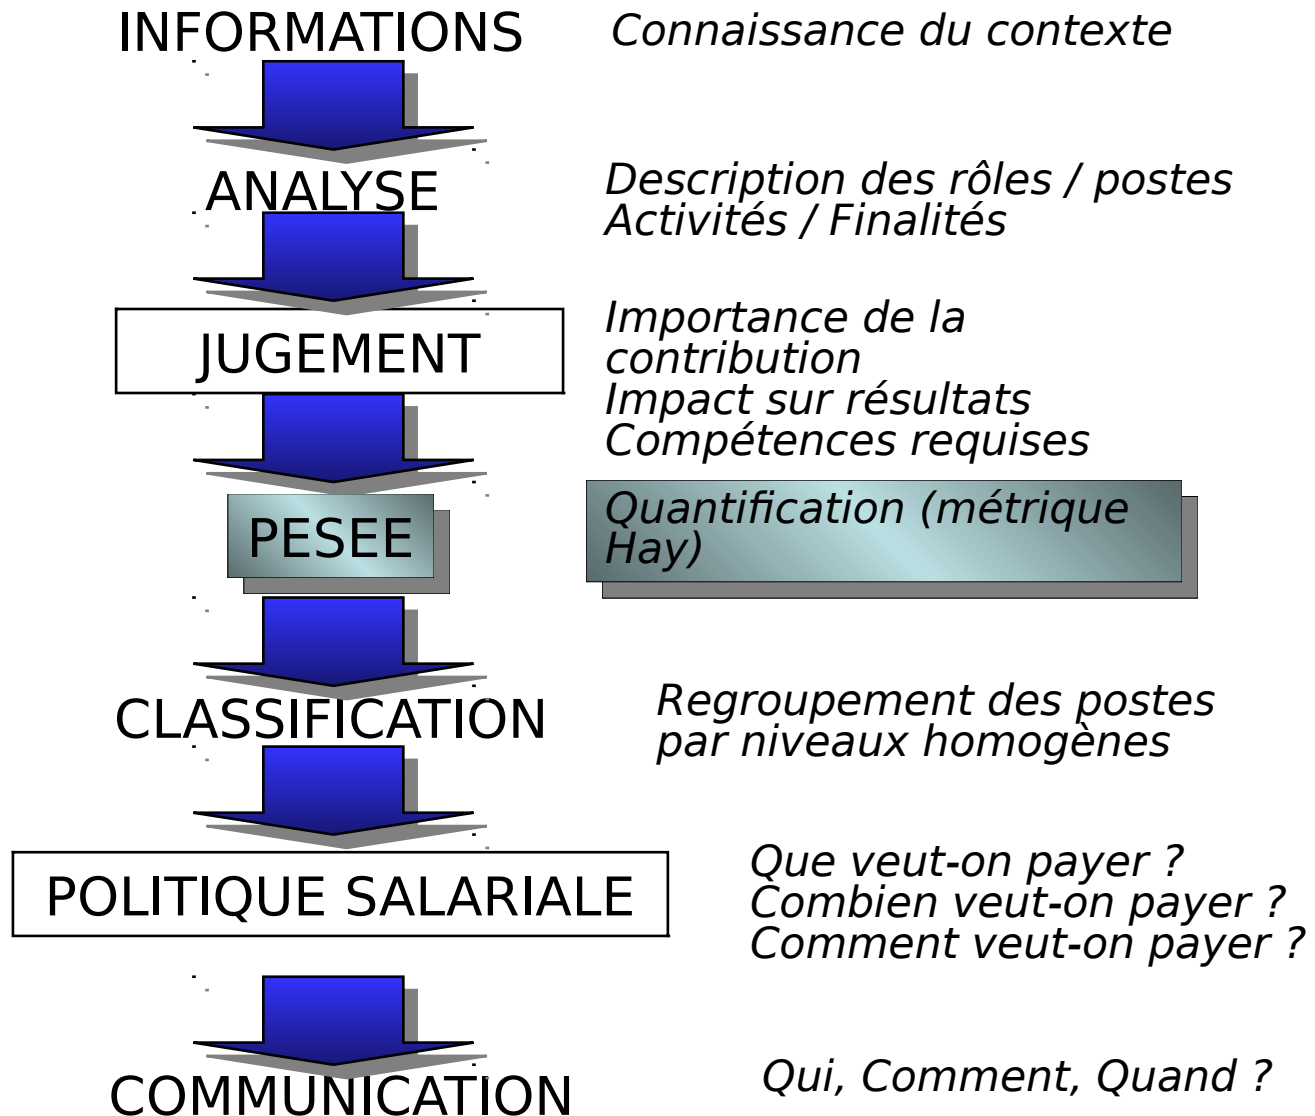 INFORMATIONS
Connaissance du contexte
ANALYSE
Description des rôles / postes
Activités / Finalités
JUGEMENT
Importance de la
contribution
Impact sur résultats
Compétences requises
PESEE
Quantification (métrique
Hay)
CLASSIFICATION
Regroupement des postes
par niveaux homogènes
POLITIQUE SALARIALE
Que veut-on payer ?
Combien veut-on payer ?
Comment veut-on payer ?
COMMUNICATION
Qui, Comment, Quand ?